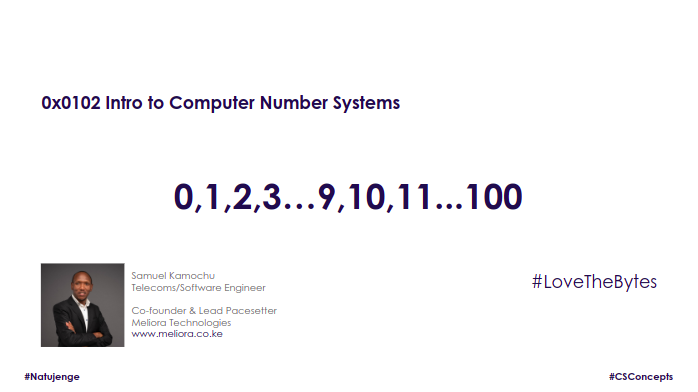 0x0102 Intro to Computer Number Systems
0,1,2,3…9,10,11...100
Samuel Kamochu
Telecoms/Software Engineer
Co-founder & Lead Pacesetter
Meliora Technologies
www.meliora.co.ke
#LoveTheBytes
#Natujenge
#CSConcepts